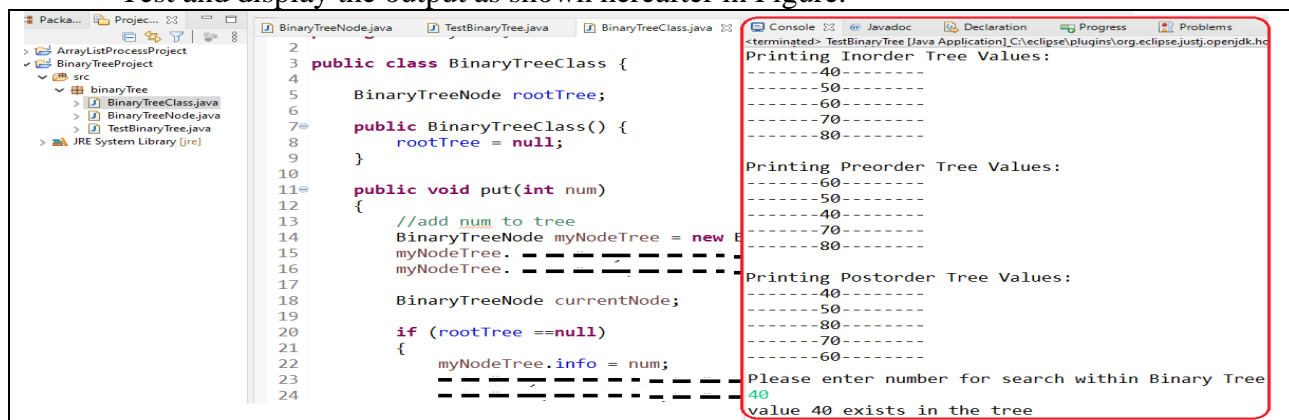 Test and display the output as shown hereafter in Figure.
Packa...
Projec...
ArrayListProcessProject
BinaryTreeProject
src
binaryTree
BinaryTreeClass.java
BinaryTreeNode.java
TestBinaryTree.java
JRE System Library [jre]
BinaryTreeNode.java
TestBinaryTree.java
BinaryTreeClass.java
2
3 public class BinaryTreeClass {
4
5 BinaryTreeNode rootTree;
6
7 public BinaryTreeClass() {
8 rootTree = null;
9 }
10
11 public void put(int num)
12 {
13 //add num to tree
14 BinaryTreeNode myNodeTree = new
15 myNodeTree.
16 myNodeTree.
17
18 BinaryTreeNode currentNode;
19
20 if (rootTree ==null)
21 {
22 myNodeTree.info = num;
23
24
Console
@ Javadoc
Declaration
Progress
Problems
<terminated> TestBinaryTree [Java Application] C:\eclipse\plugins\org.eclipse.justj.openjdk.hc
Printing Inorder Tree Values:
-------40--------
-------50--------
-------60--------
-------70--------
-------80--------
Printing Preorder Tree Values:
-------60--------
-------50--------
-------40--------
-------70--------
-------80--------
Printing Postorder Tree Values:
-------40--------
-------50--------
-------80--------
-------70--------
-------60--------
Please enter number for search within Binary Tree
40
value 40 exists in the tree